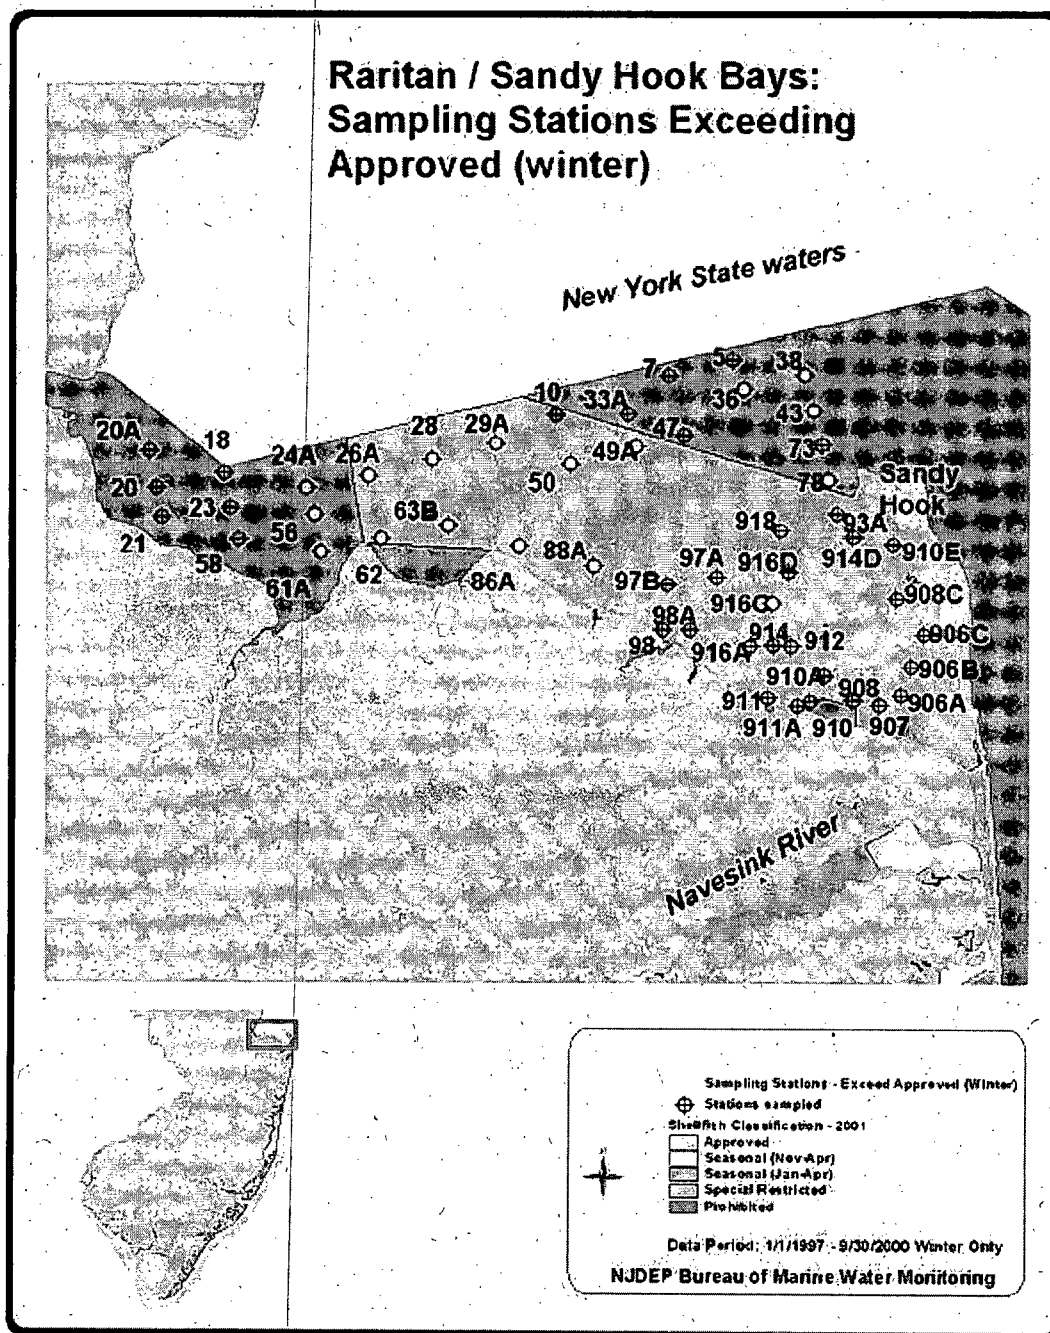 Raritan / Sandy Hook Bays:
Sampling Stations Exceeding
Approved (winter)
New York State waters
7
5
38
10
33A
36
43
47
73
20A
18
24A
26A
28
29A
49A
50
78
Sandy
Hook
20
23
56
63B
918
93A
21
58
62
88A
97A
916D
914D
910E
61A
86A
97B
916C
908C
98A
98
916A
914
912
906C
910A
908
906B
911
906A
911A
910
907
Navesink River
Sampling Stations - Exceed Approved (Winter)
Stations sampled
Shellfish Classification - 2001
Approved
Seasonal (Nov-Apr)
Seasonal (Jan-Apr)
Special Restricted
Prohibited
Data Period: 1/1/1997 - 9/30/2000 Winter Only
NJDEP Bureau of Marine Water Monitoring